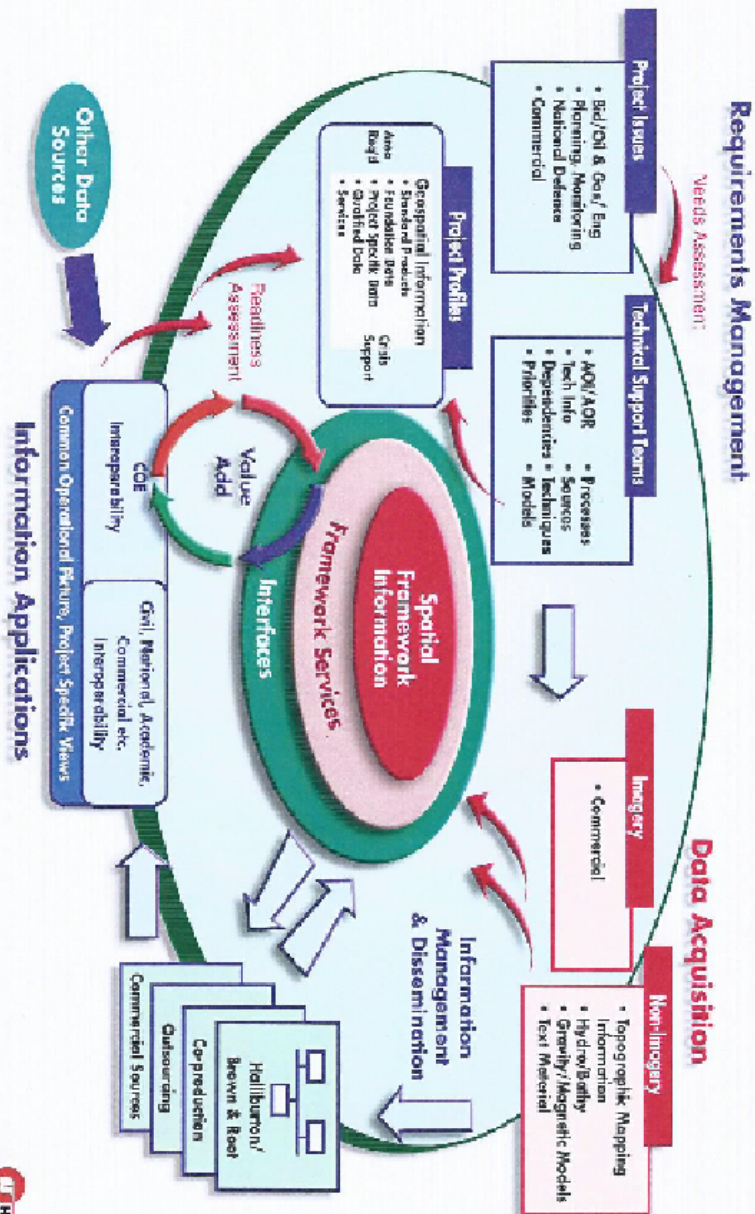 Requirements Management
Data Acquisition
Project Issues
• Bid/Oil & Gas/ Eng
• Planning, Monitoring
• National Defence
• Commercial
Needs Assessment
Technical Support Teams
• AOI/AOR
• Tech Info
• Dependencies
• Priorities
• Processes
• Sources
• Techniques
• Models
Imagery
• Commercial
Non-Imagery
• Topographic Mapping
Information
• Hydro/Bathy
• Gravity/Magnetic Models
• Text Material
Project Profiles
Geospatial Information
• Standard Products
• Foundation Data
• Project Specific Data
• Qualified Data
• Services
Area
Req'd
Crisis
Support
Spatial
Framework
Information
Framework Services
Interfaces
Information
Management
& Dissemination
Readiness
Assessment
Value
Add
Other Data
Sources
COE
Interoperability
Civil, National, Academic,
Commercial etc.
Interoperability
Common Operational Picture, Project Specific Views
Halliburton/
Brown & Root
Co-production
Outsourcing
Commercial Sources
Information Applications